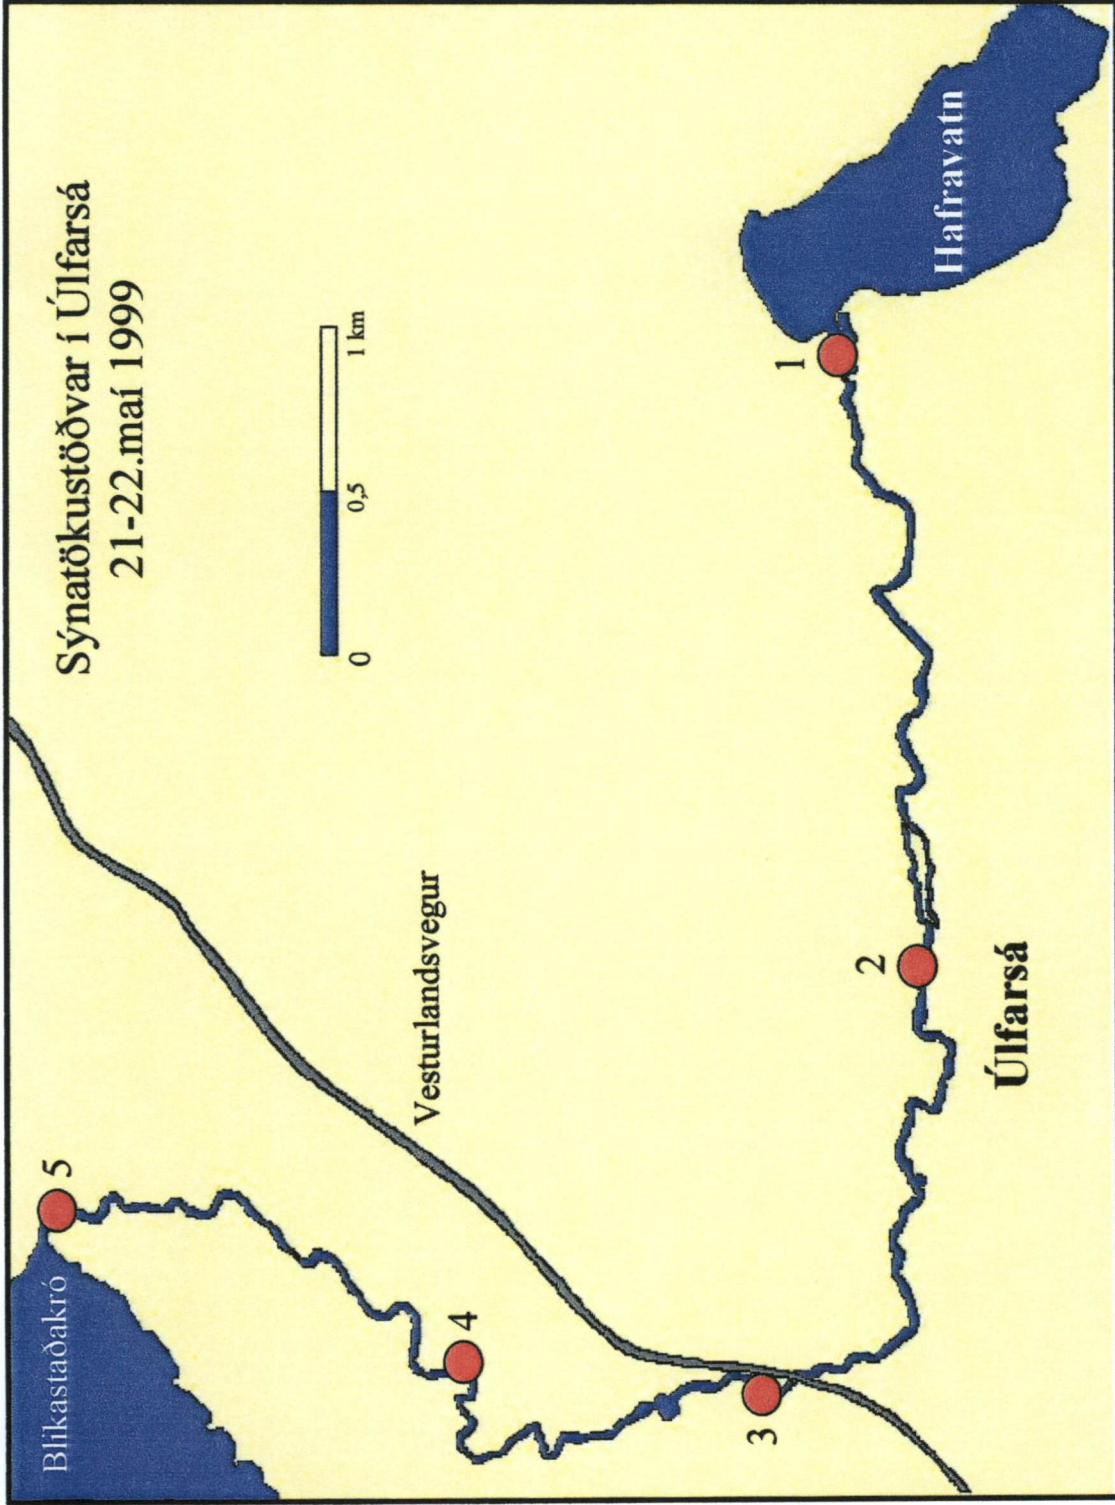 Sýnatökustöðvar í Úlfarsá
21-22.maí 1999
0
0,5
1 km
Blikastaðakró
5
Vesturlandsvegur
4
3
2
1
Hafravatn
Úlfarsá